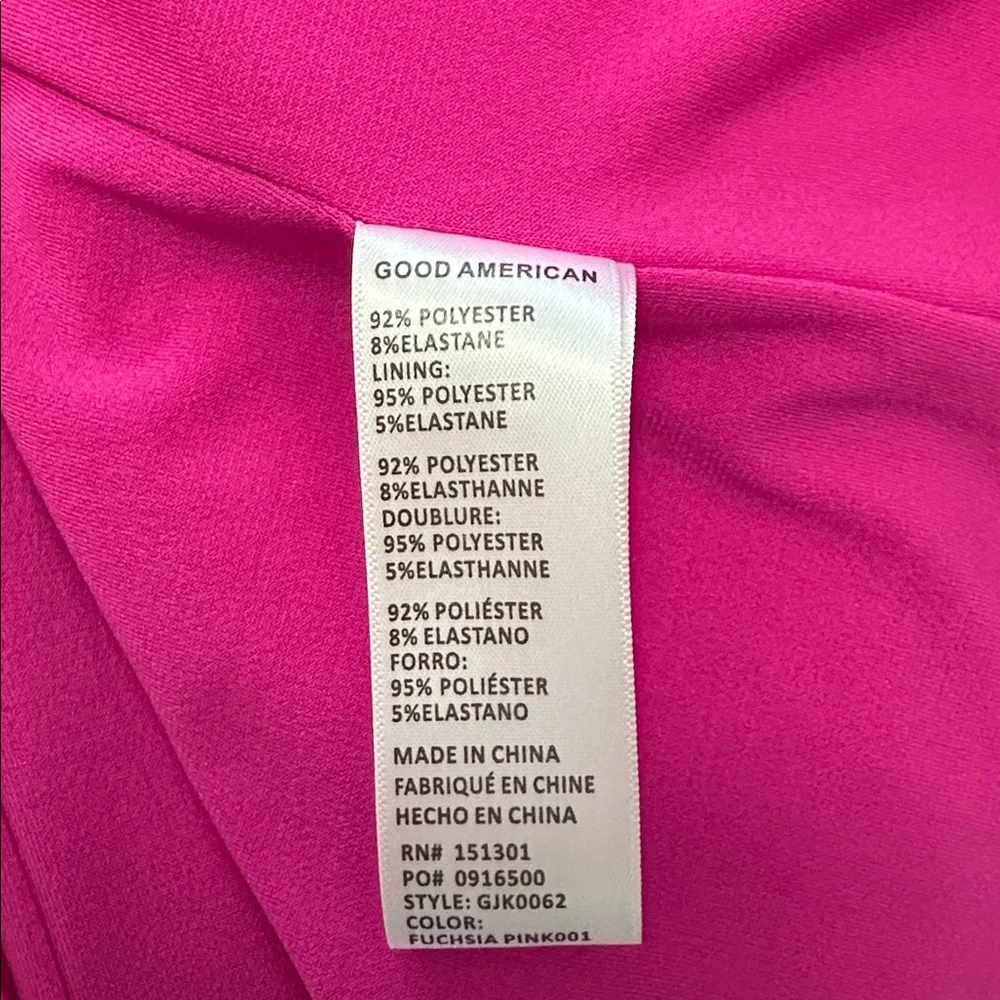 GOOD AMERICAN
92% POLYESTER
8%ELASTANE
LINING:
95% POLYESTER
5%ELASTANE
92% POLYESTER
8%ELASTHANNE
DOUBLURE:
95% POLYESTER
5%ELASTHANNE
92% POLIÉSTER
8% ELASTANO
FORRO:
95% POLIÉSTER
5%ELASTANO
MADE IN CHINA
FABRIQUÉ EN CHINE
HECHO EN CHINA
RN# 151301
PO# 0916500
STYLE: GJK0062
COLOR:
FUCHSIA PINK001